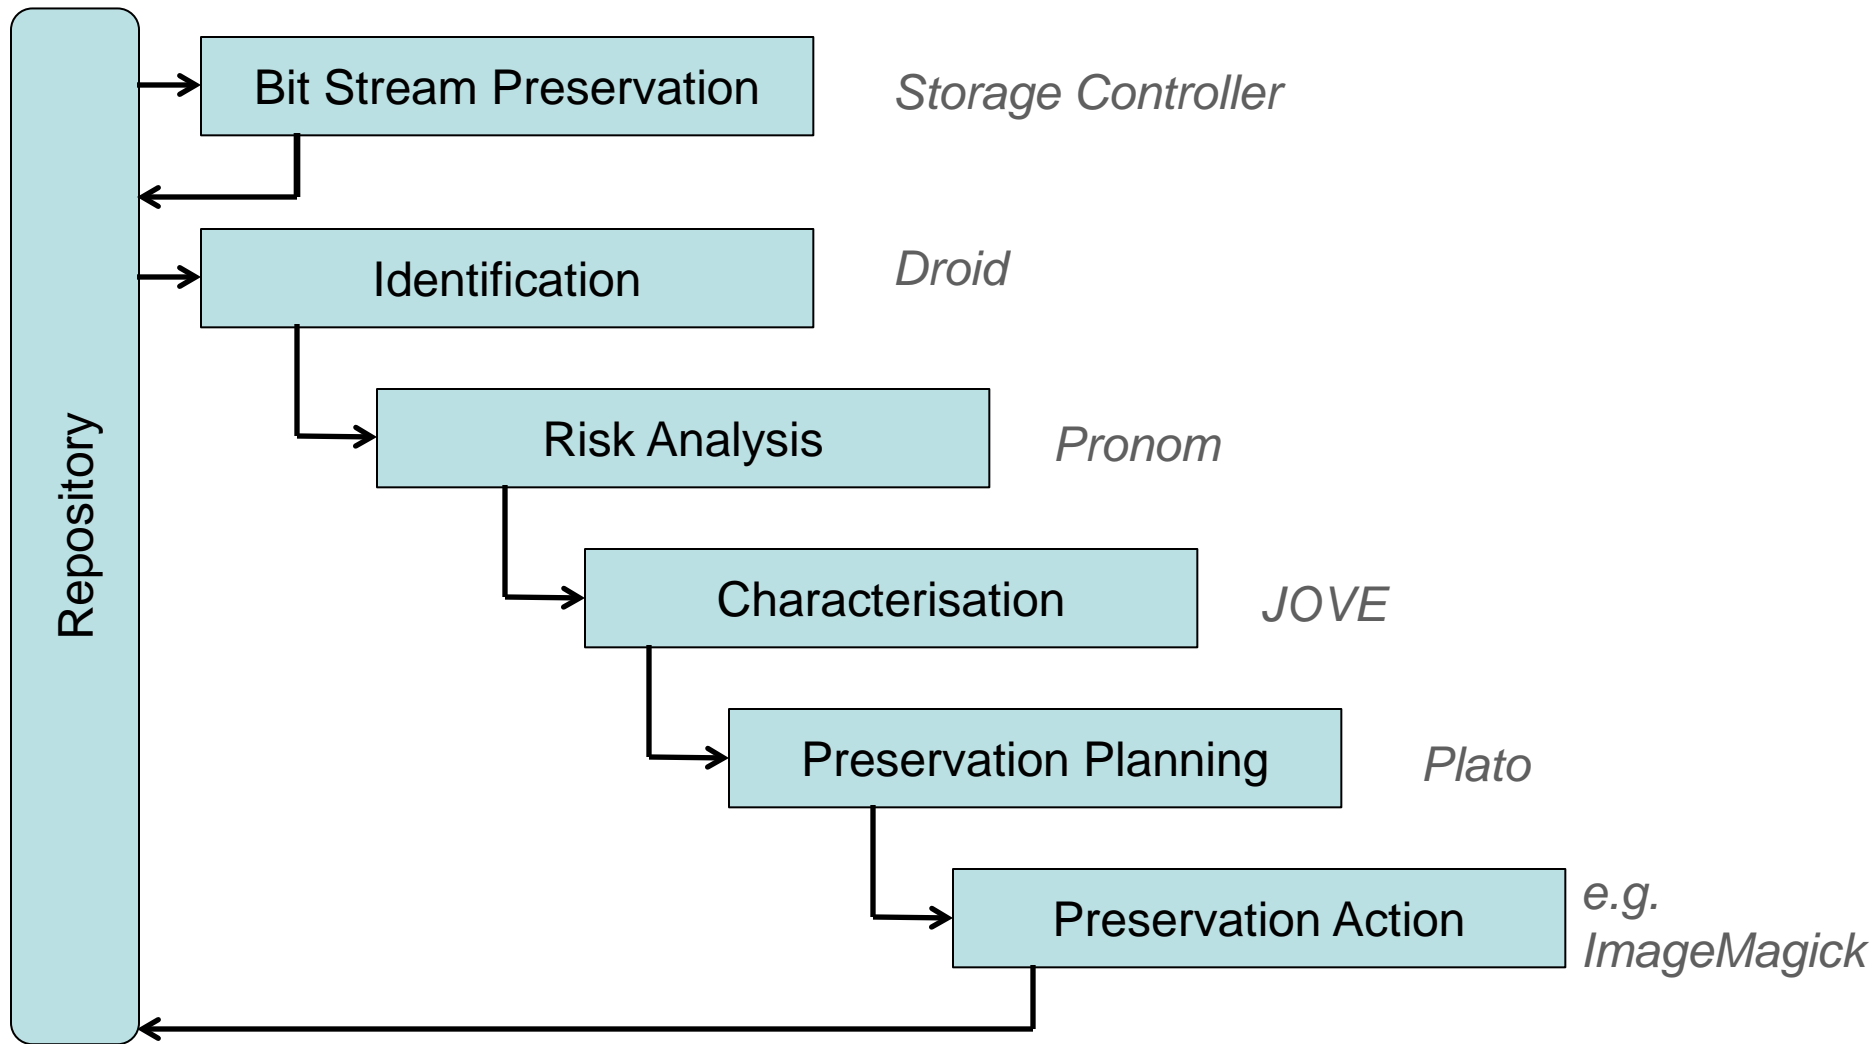 Repository
Bit Stream Preservation
Storage Controller
Identification
Droid
Risk Analysis
Pronom
Characterisation
JOVE
Preservation Planning
Plato
Preservation Action
e.g.
ImageMagick